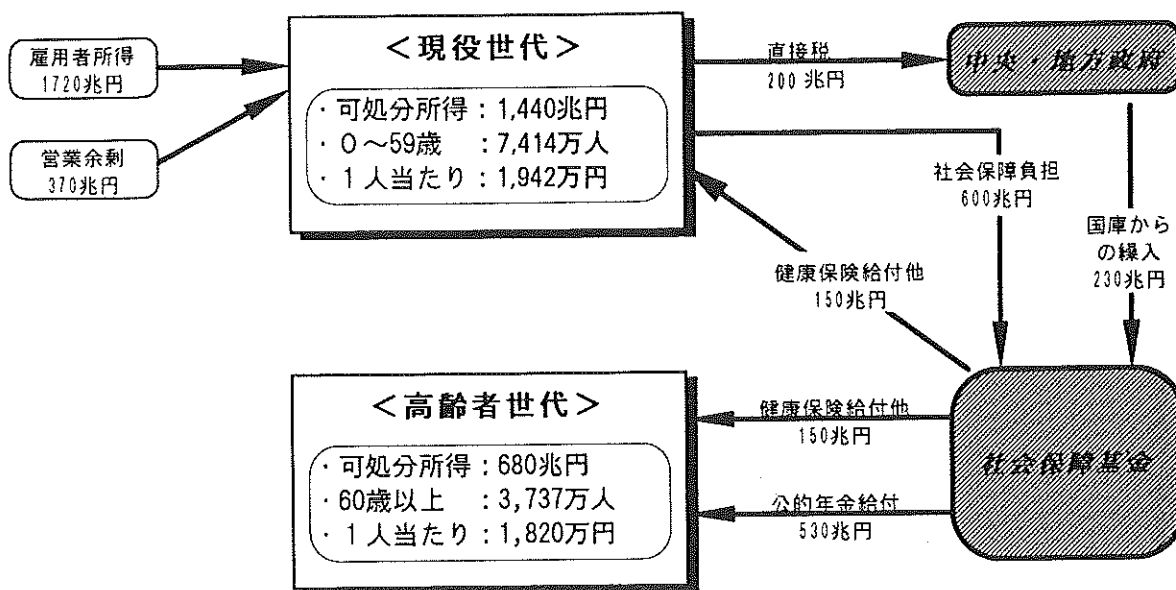 雇用者所得
1720兆円
営業余剰
370兆円
＜現役世代＞
・可処分所得：1,440兆円
・０～59歳　：7,414万人
・１人当たり：1,942万円
直接税
200兆円
中央・地方政府
社会保障負担
600兆円
国庫から
の繰入
230兆円
健康保険給付他
150兆円
＜高齢者世代＞
・可処分所得：680兆円
・60歳以上　：3,737万人
・１人当たり：1,820万円
健康保険給付他
150兆円
公的年金給付
530兆円
社会保障基金